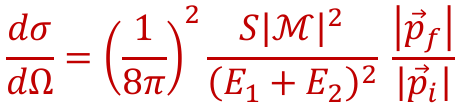 dσ/dΩ = (1/8π)² S|ℳ|²/(E₁ + E₂)² |p⃗_f|/|p⃗_i|